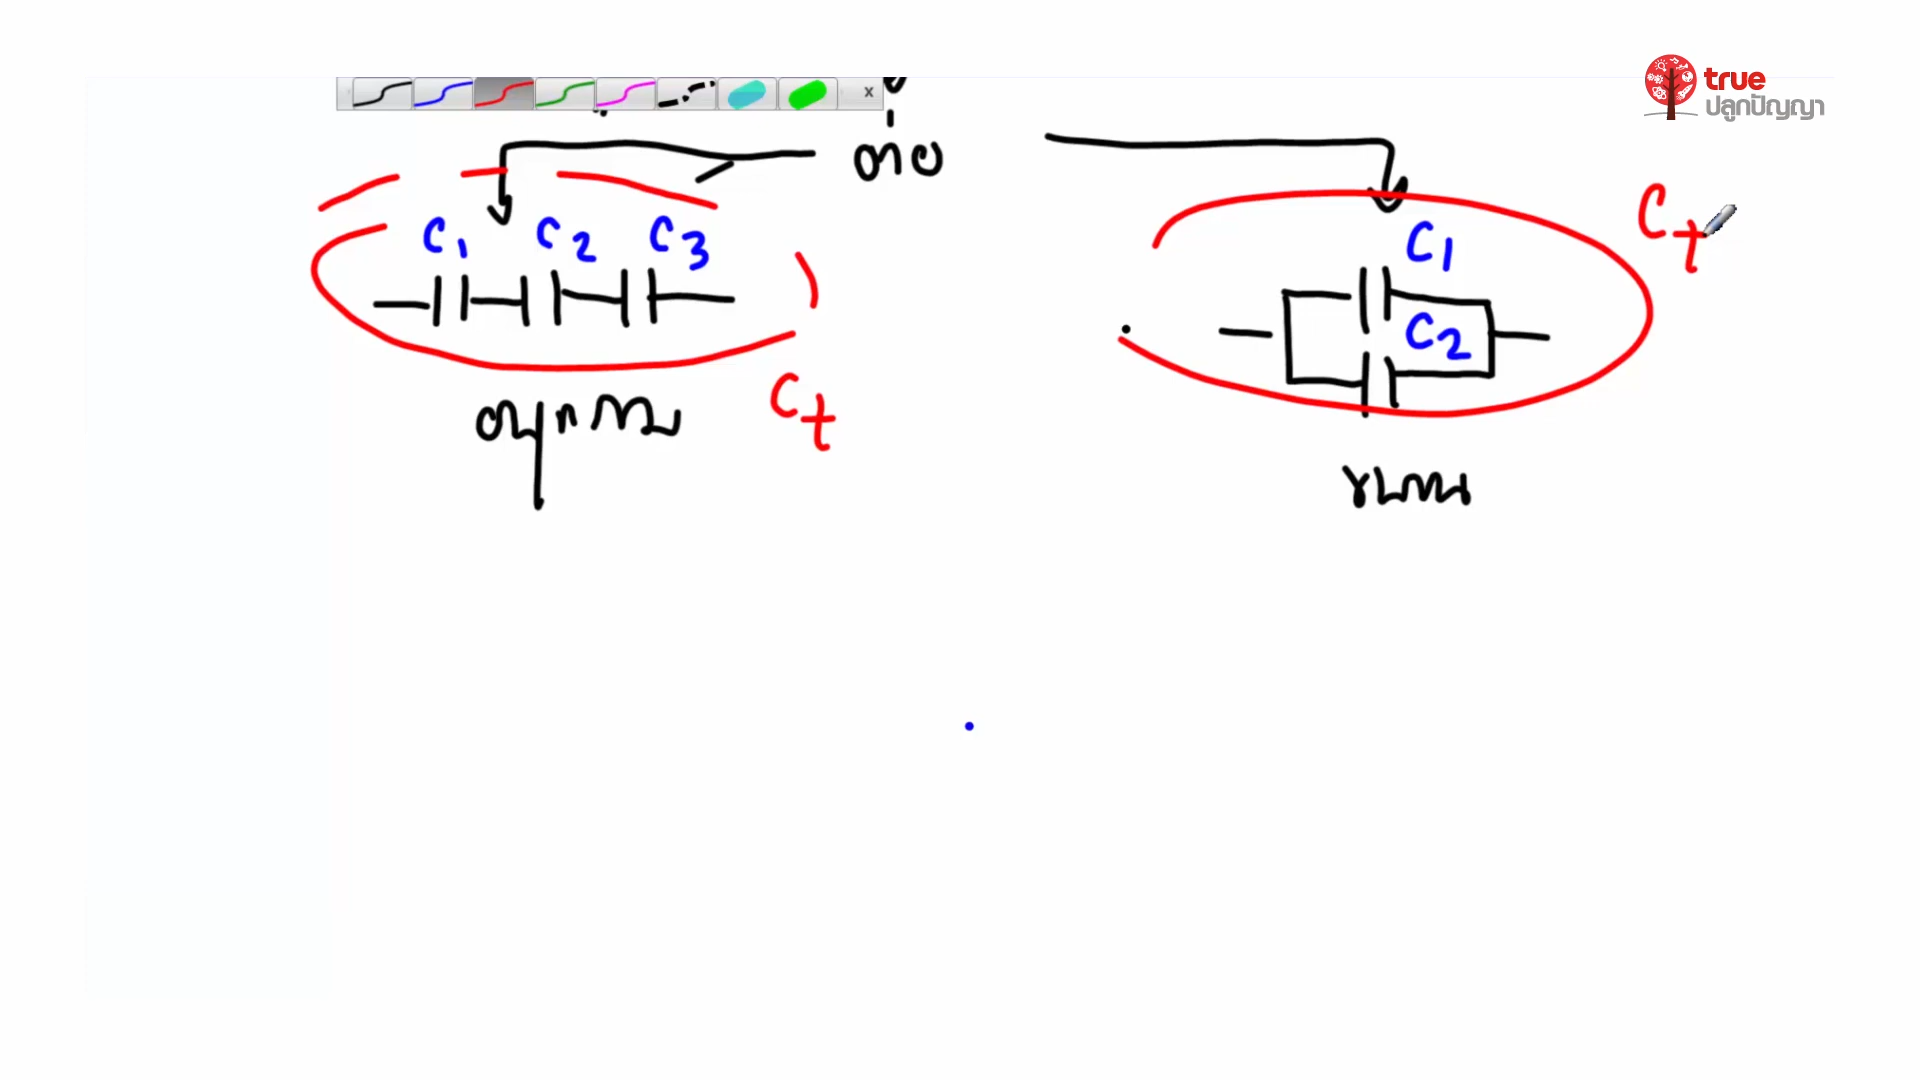 true
ปลูกปัญญา
x
ต่อ
C1 C2 C3
Ct
อนุกรม
C1
C2
Ct
ขนาน